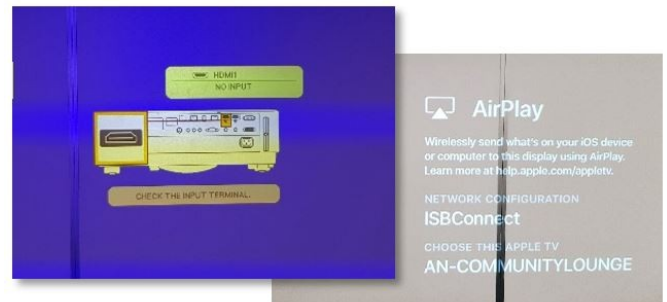 HDMI1
NO INPUT
CHECK THE INPUT TERMINAL.
AirPlay
Wirelessly send what's on your iOS device
or computer to this display using AirPlay.
Learn more at help.apple.com/appletv.
NETWORK CONFIGURATION
ISBConnect
CHOOSE THIS APPLE TV
AN-COMMUNITYLOUNGE